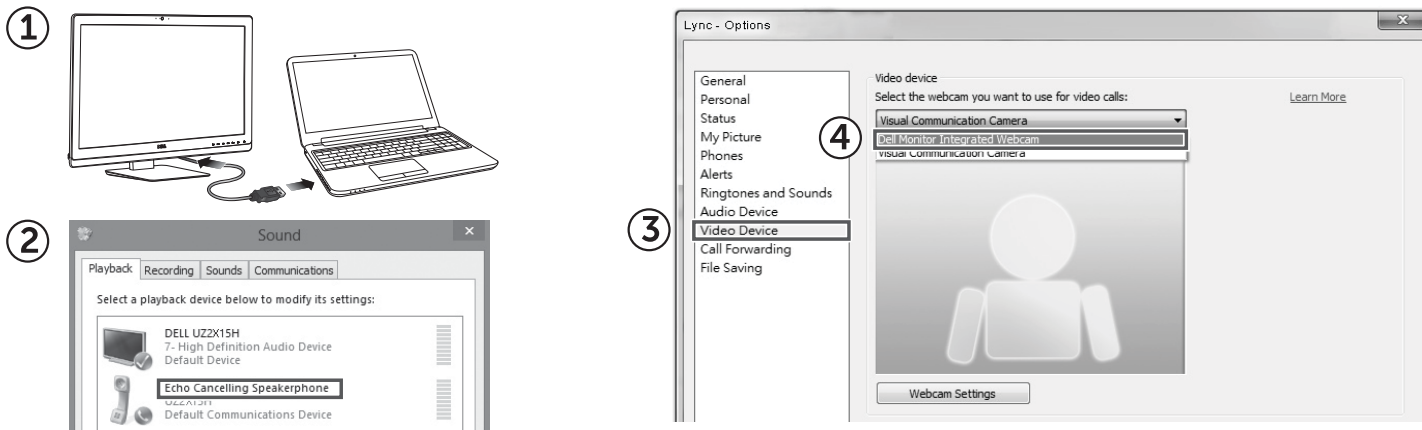 1
DELL
2
Sound
Playback Recording Sounds Communications
Select a playback device below to modify its settings:
DELL UZ2X15H
7- High Definition Audio Device
Default Device
Echo Cancelling Speakerphone
UZ2X15H
Default Communications Device
Lync - Options
General
Personal
Status
My Picture
Phones
Alerts
Ringtones and Sounds
Audio Device
3
Video Device
Call Forwarding
File Saving
Video device
Select the webcam you want to use for video calls:
Learn More
Visual Communication Camera
4
Dell Monitor Integrated Webcam
Visual Communication Camera
Webcam Settings